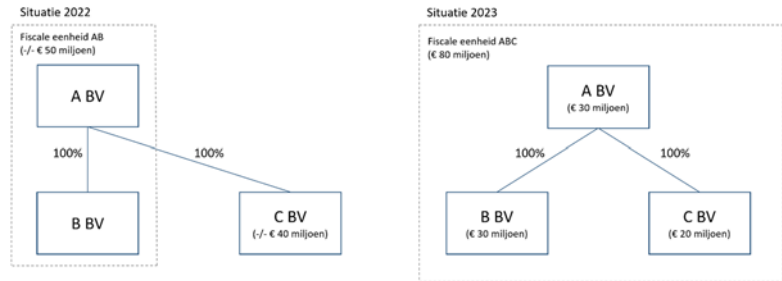 Situatie 2022
Fiscale eenheid AB
(-/- € 50 miljoen)
A BV
100%
100%
B BV
C BV
(-/- € 40 miljoen)
Situatie 2023
Fiscale eenheid ABC
(€ 80 miljoen)
A BV
(€ 30 miljoen)
100%
100%
B BV
(€ 30 miljoen)
C BV
(€ 20 miljoen)